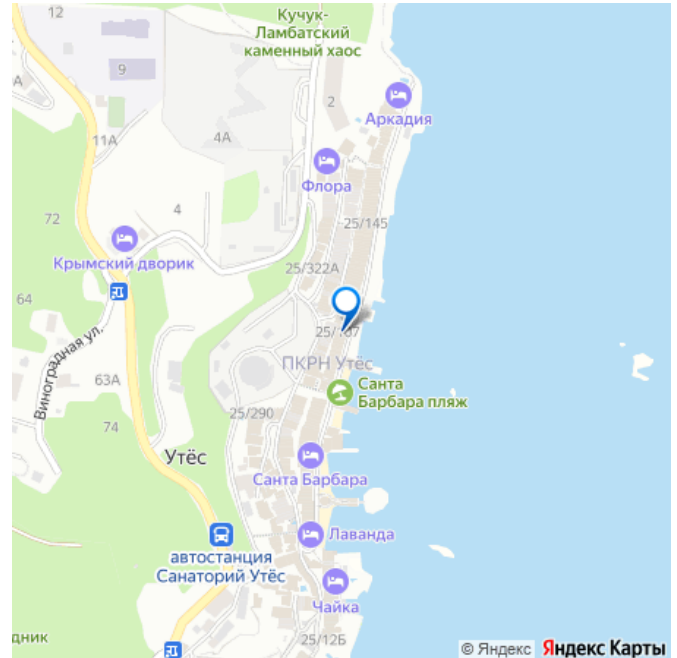 12
Кучук-
Ламбатский
каменный хаос
9
2
Аркадия
11А
4А
Флора
72
4
25/145
Крымский дворик
25/322А
64
Виноградная ул.
ПКРН Утёс
63А
Санта
Барбара пляж
25/290
74
Утёс
Санта Барбара
Лаванда
автостанция
Санаторий Утёс
Чайка
дник
25/12Б
© Яндекс Яндекс Карты